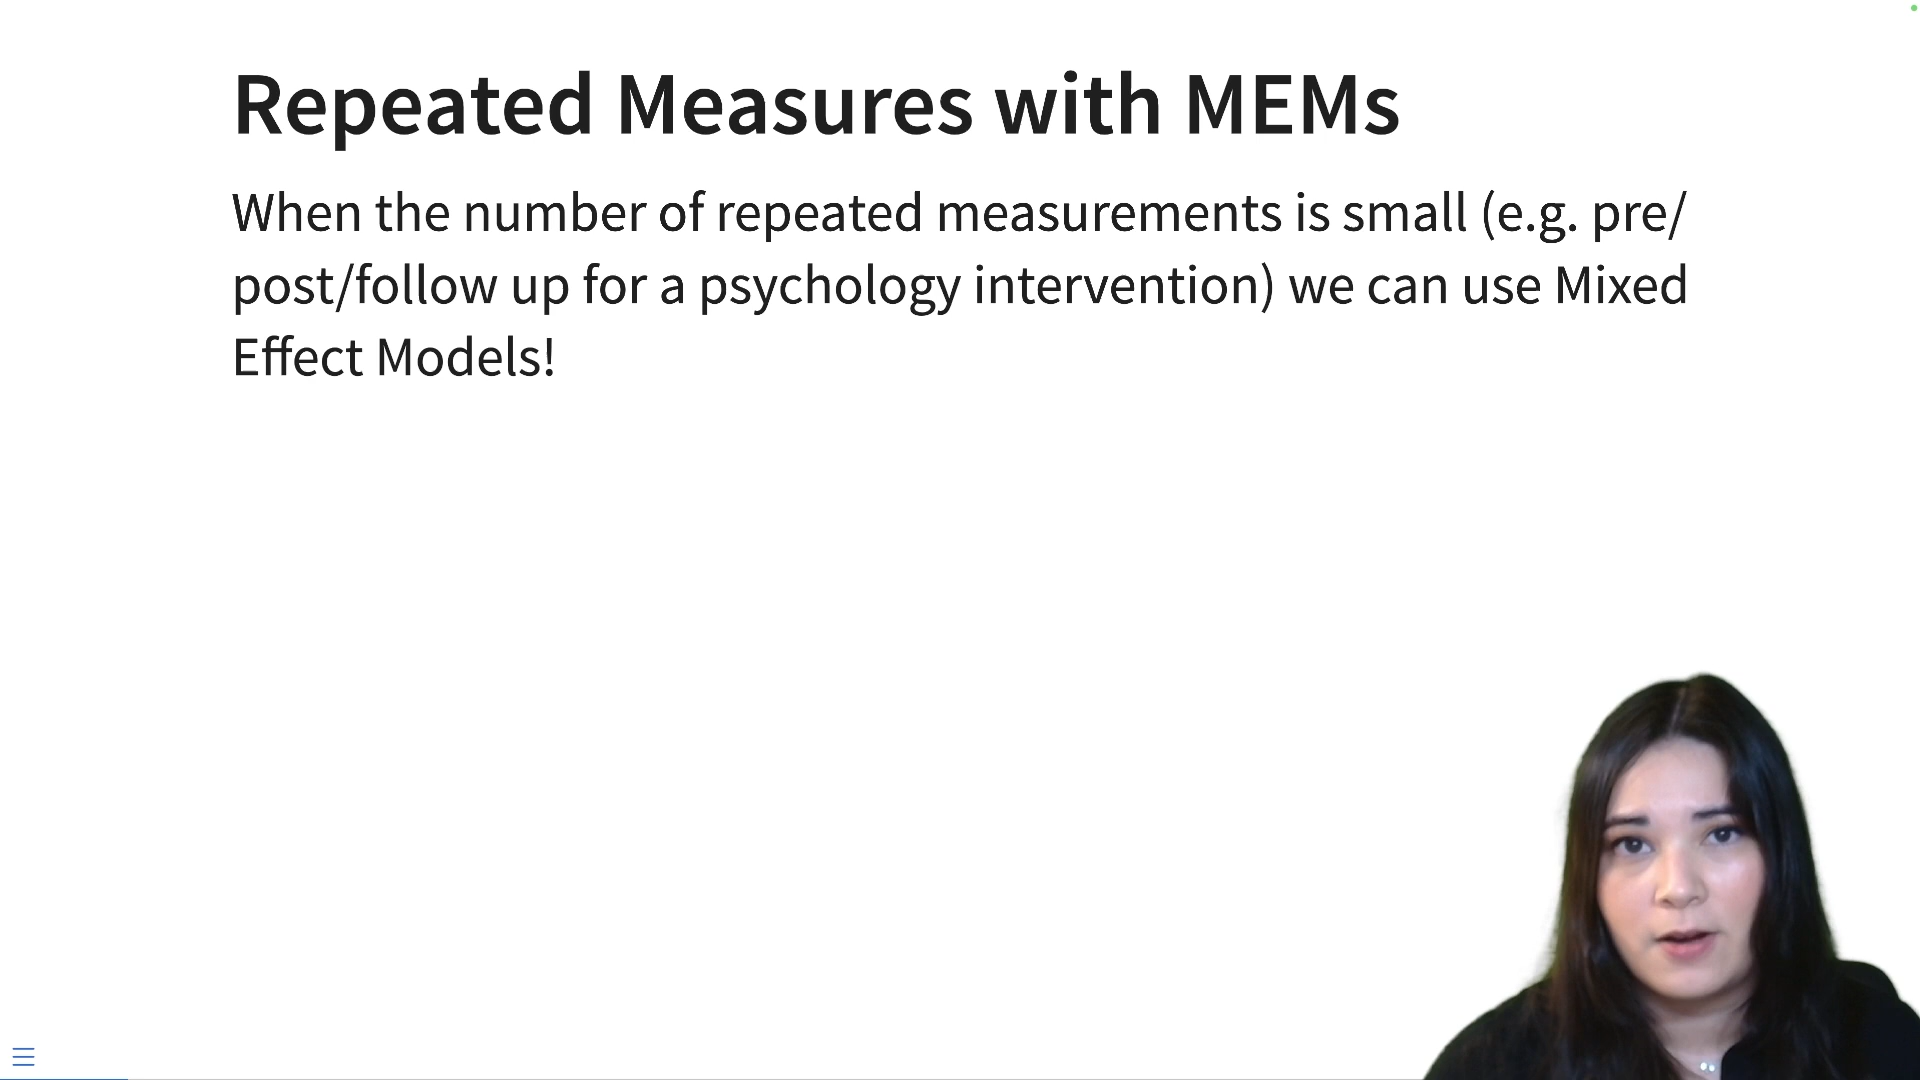 Repeated Measures with MEMs
When the number of repeated measurements is small (e.g. pre/
post/follow up for a psychology intervention) we can use Mixed
Effect Models!